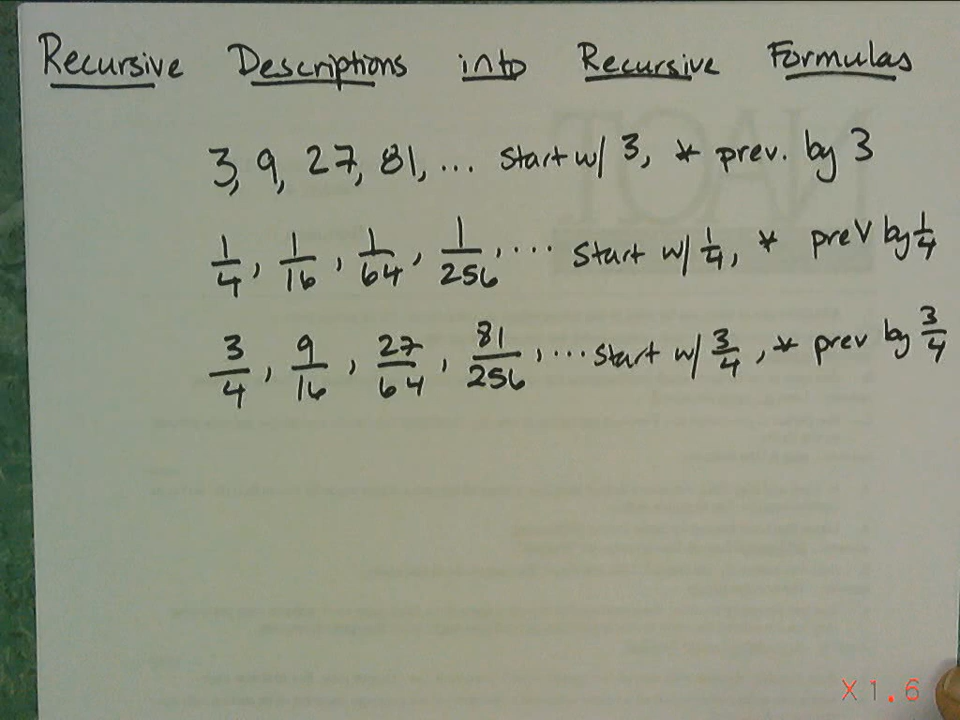 Recursive Descriptions into Recursive Formulas
3, 9, 27, 81, ... Start w/ 3, * prev. by 3
1/4, 1/16, 1/64, 1/256, ... Start w/ 1/4, * prev by 1/4
3/4, 9/16, 27/64, 81/256, ... Start w/ 3/4, * prev by 3/4
X1.6